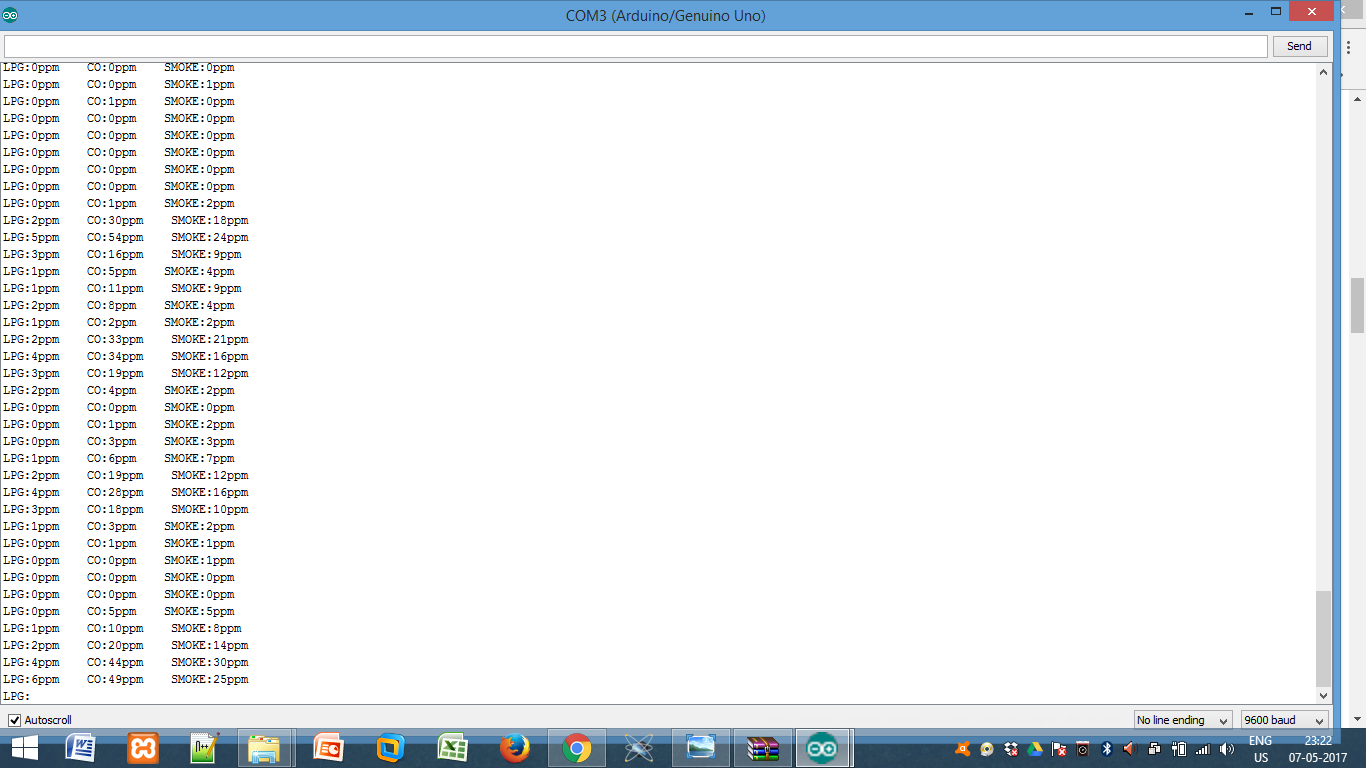 COM3 (Arduino/Genuino Uno)
Send
LPG:0ppm    CO:0ppm    SMOKE:0ppm
LPG:0ppm    CO:0ppm    SMOKE:1ppm
LPG:0ppm    CO:1ppm    SMOKE:0ppm
LPG:0ppm    CO:0ppm    SMOKE:0ppm
LPG:0ppm    CO:0ppm    SMOKE:0ppm
LPG:0ppm    CO:0ppm    SMOKE:0ppm
LPG:0ppm    CO:0ppm    SMOKE:0ppm
LPG:0ppm    CO:0ppm    SMOKE:0ppm
LPG:0ppm    CO:1ppm    SMOKE:2ppm
LPG:2ppm    CO:30ppm    SMOKE:18ppm
LPG:5ppm    CO:54ppm    SMOKE:24ppm
LPG:3ppm    CO:16ppm    SMOKE:9ppm
LPG:1ppm    CO:5ppm    SMOKE:4ppm
LPG:1ppm    CO:11ppm    SMOKE:9ppm
LPG:2ppm    CO:8ppm    SMOKE:4ppm
LPG:1ppm    CO:2ppm    SMOKE:2ppm
LPG:2ppm    CO:33ppm    SMOKE:21ppm
LPG:4ppm    CO:34ppm    SMOKE:16ppm
LPG:3ppm    CO:19ppm    SMOKE:12ppm
LPG:2ppm    CO:4ppm    SMOKE:2ppm
LPG:0ppm    CO:0ppm    SMOKE:0ppm
LPG:0ppm    CO:1ppm    SMOKE:2ppm
LPG:0ppm    CO:3ppm    SMOKE:3ppm
LPG:1ppm    CO:6ppm    SMOKE:7ppm
LPG:2ppm    CO:19ppm    SMOKE:12ppm
LPG:4ppm    CO:28ppm    SMOKE:16ppm
LPG:3ppm    CO:18ppm    SMOKE:10ppm
LPG:1ppm    CO:3ppm    SMOKE:2ppm
LPG:0ppm    CO:1ppm    SMOKE:1ppm
LPG:0ppm    CO:0ppm    SMOKE:1ppm
LPG:0ppm    CO:0ppm    SMOKE:0ppm
LPG:0ppm    CO:0ppm    SMOKE:0ppm
LPG:0ppm    CO:5ppm    SMOKE:5ppm
LPG:1ppm    CO:10ppm    SMOKE:8ppm
LPG:2ppm    CO:20ppm    SMOKE:14ppm
LPG:4ppm    CO:44ppm    SMOKE:30ppm
LPG:6ppm    CO:49ppm    SMOKE:25ppm
LPG:
Autoscroll    No line ending    9600 baud
ENG    23:22
US    07-05-2017